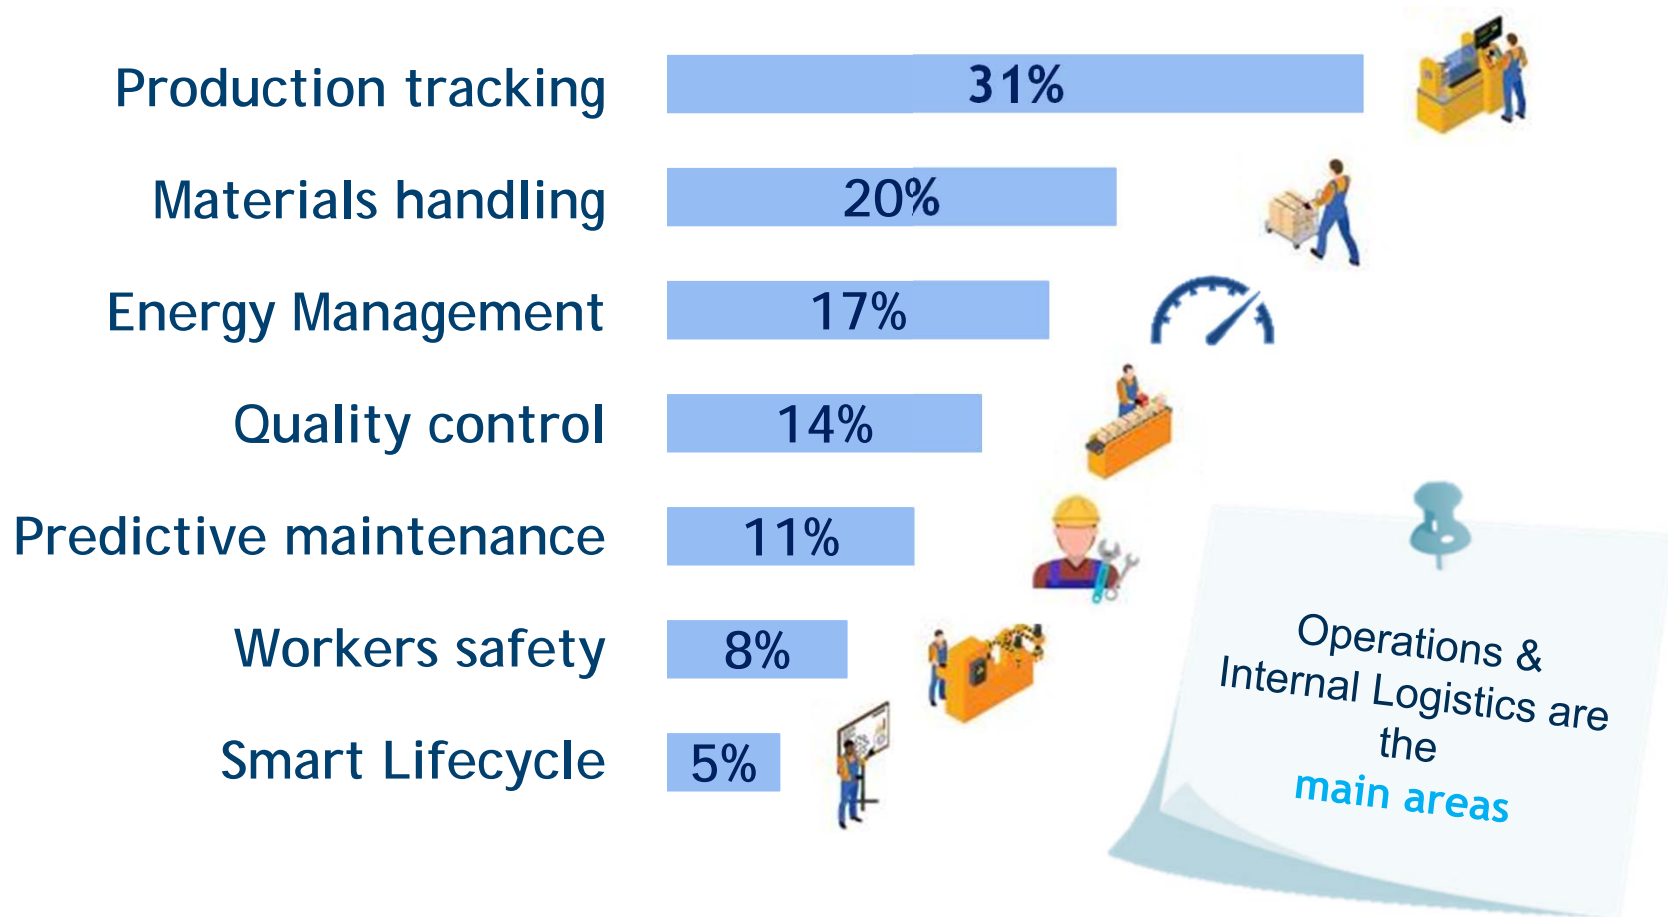 Production tracking 31%
Materials handling 20%
Energy Management 17%
Quality control 14%
Predictive maintenance 11%
Workers safety 8%
Smart Lifecycle 5%
Operations &
Internal Logistics are
the
main areas